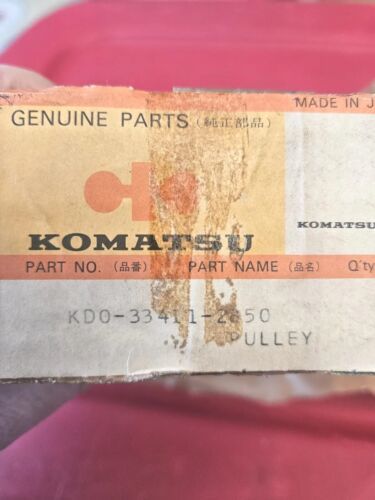 MADE IN J
GENUINE PARTS (純正部品)
KOMATSU
KOMATSU
PART NO. (品番) PART NAME (品名) Q'ty
KD0-33411-2850
PULLEY